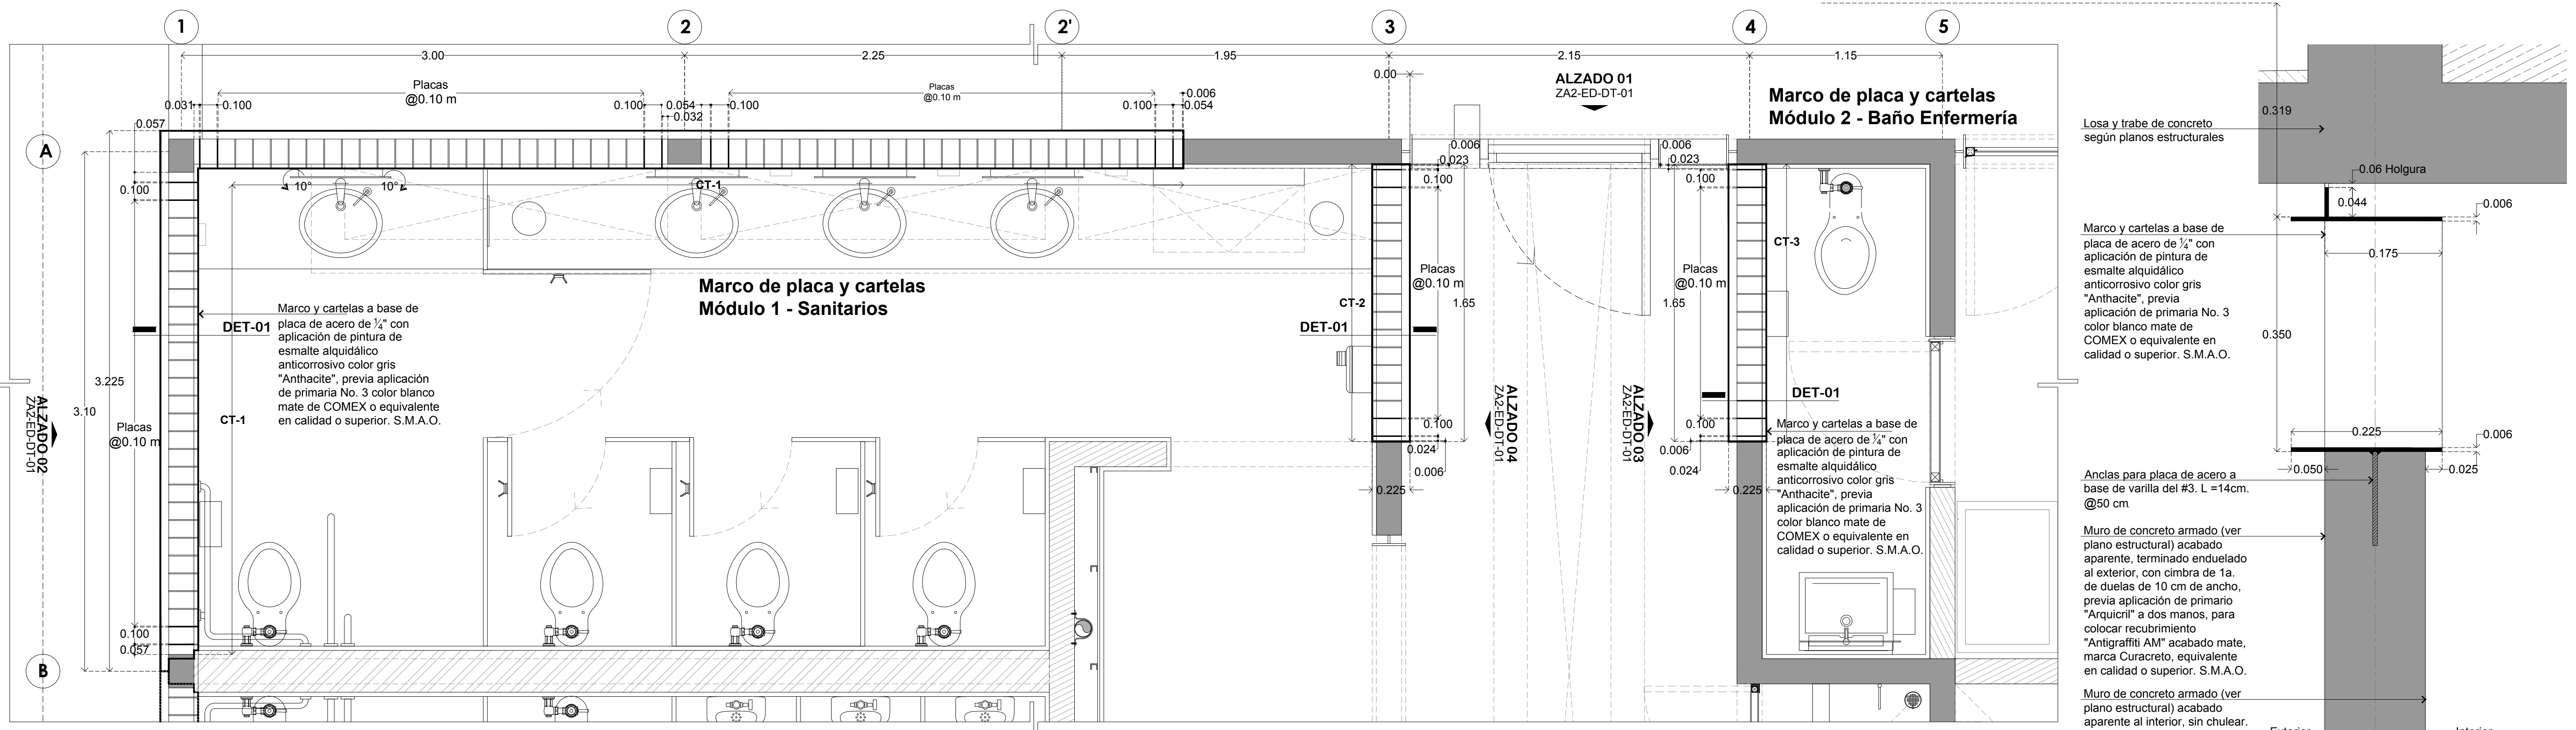 1
2
2'
3
4
5
3.00
2.25
1.95
2.15
1.15
Placas
@0.10 m
Placas
@0.10 m
0.00
ALZADO 01
ZA2-ED-DT-01
Marco de placa y cartelas
Módulo 2 - Baño Enfermería
0.031
0.100
0.100
0.054
0.032
0.100
0.100
0.006
0.054
0.057
A
0.100
10°
10°
CT-1
0.006
0.023
0.100
0.006
0.023
0.100
CT-3
Marco de placa y cartelas
Módulo 1 - Sanitarios
Placas
@0.10 m
1.65
CT-2
DET-01
Placas
@0.10 m
1.65
DET-01
Marco y cartelas a base de
placa de acero de ¼" con
aplicación de pintura de
esmalte alquidálico
anticorrosivo color gris
"Anthacite", previa aplicación
de primaria No. 3 color blanco
mate de COMEX o equivalente
en calidad o superior. S.M.A.O.
3.225
3.10
ALZADO 02
ZA2-ED-DT-01
Placas
@0.10 m
CT-1
ALZADO 04
ZA2-ED-DT-01
ALZADO 03
ZA2-ED-DT-01
DET-01
0.100
0.024
0.006
0.225
0.100
0.006
0.024
0.225
Marco y cartelas a base de
placa de acero de ¼" con
aplicación de pintura de
esmalte alquidálico
anticorrosivo color gris
"Anthacite", previa
aplicación de primaria No. 3
color blanco mate de
COMEX o equivalente en
calidad o superior. S.M.A.O.
0.100
0.057
B
Losa y trabe de concreto
según planos estructurales
0.319
0.06 Holgura
0.044
0.006
Marco y cartelas a base de
placa de acero de ¼" con
aplicación de pintura de
esmalte alquidálico
anticorrosivo color gris
"Anthacite", previa
aplicación de primaria No. 3
color blanco mate de
COMEX o equivalente en
calidad o superior. S.M.A.O.
0.175
0.350
0.225
0.006
0.050
0.025
Anclas para placa de acero a
base de varilla del #3. L =14cm.
@50 cm.
Muro de concreto armado (ver
plano estructural) acabado
aparente, terminado enduelado
al exterior, con cimbra de 1a.
de duelas de 10 cm de ancho,
previa aplicación de primario
"Arquicril" a dos manos, para
colocar recubrimiento
"Antigraffiti AM" acabado mate,
marca Curacreto, equivalente
en calidad o superior. S.M.A.O.
Muro de concreto armado (ver
plano estructural) acabado
aparente al interior, sin chulear.